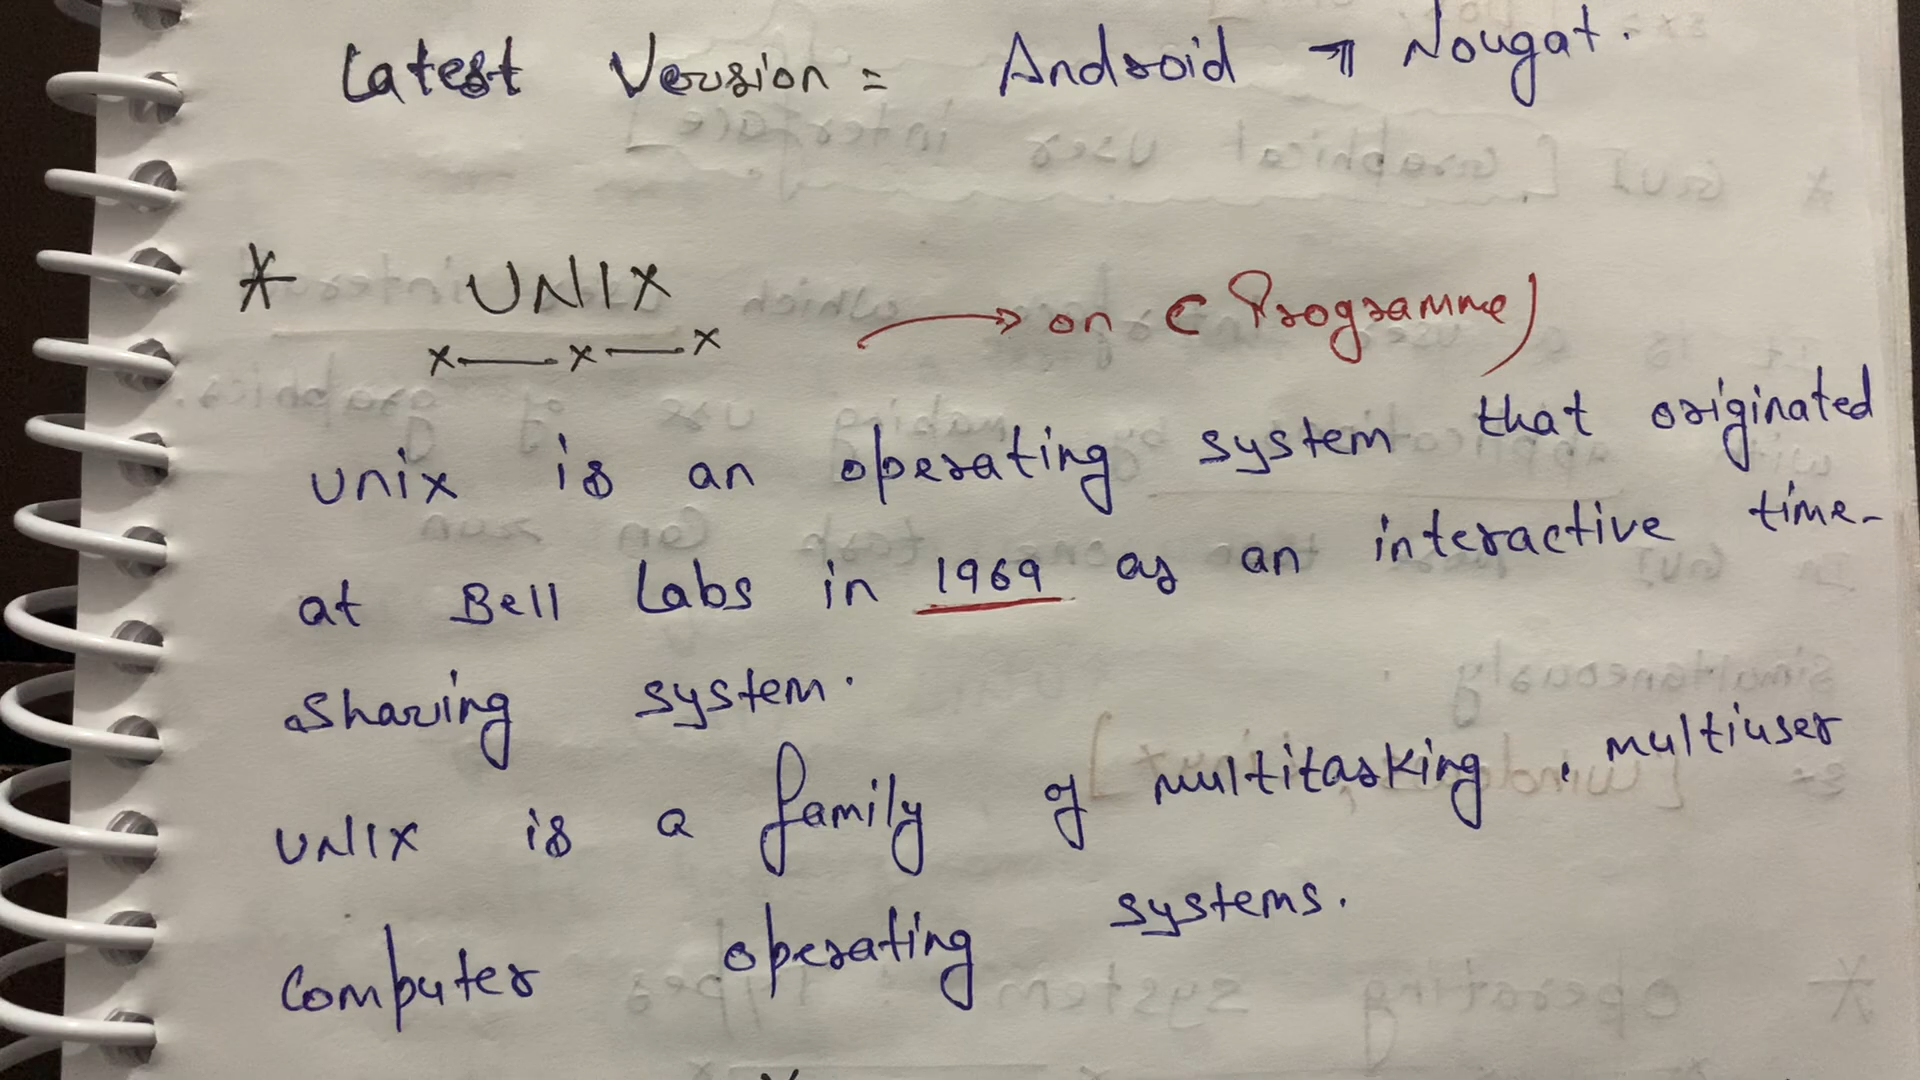 Latest Version = Android 7 Nougat.
* UNIX
x—x—x
→ on C Programme)
unix is an operating system that originated
at Bell Labs in 1969 as an interactive time-
sharing system.
UNIX is a family of multitasking, multiuser
computer operating systems.